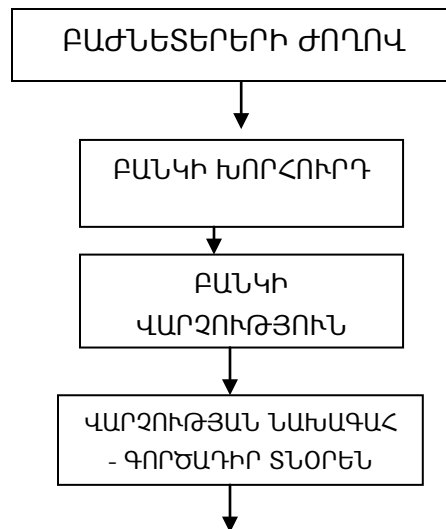 ԲԱԺՆԵՏԵՐԵՐԻ ԺՈՂՈՎ
ԲԱՆԿԻ ԽՈՐՀՈՒՐԴ
ԲԱՆԿԻ
ՎԱՐՉՈՒԹՅՈՒՆ
ՎԱՐՉՈՒԹՅԱՆ ՆԱԽԱԳԱՀ
- ԳՈՐԾԱԴԻՐ ՏՆՕՐԵՆ